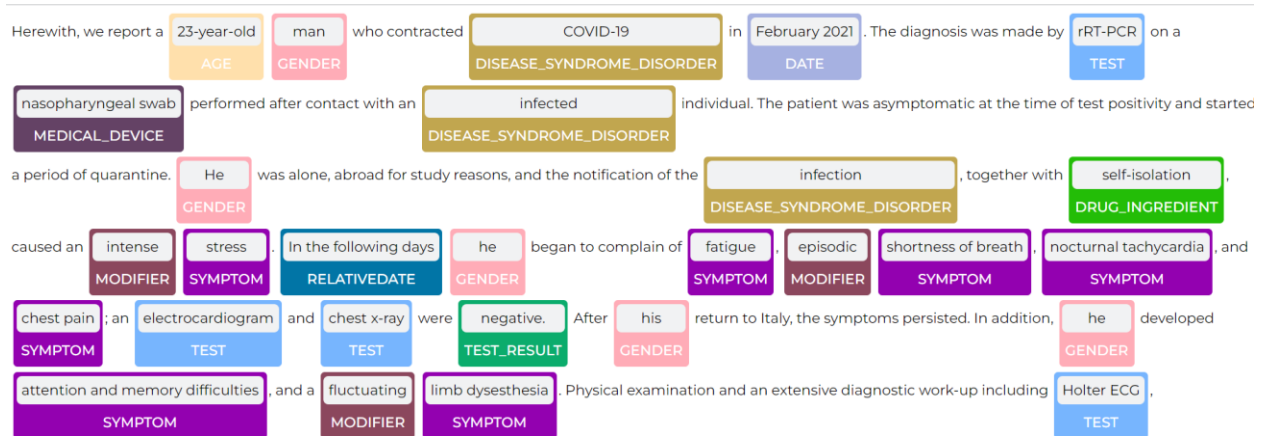 Herewith, we report a 23-year-old man who contracted COVID-19 in February 2021 . The diagnosis was made by rRT-PCR on a
AGE GENDER DISEASE_SYNDROME_DISORDER DATE TEST
nasopharyngeal swab performed after contact with an infected individual. The patient was asymptomatic at the time of test positivity and started
MEDICAL_DEVICE DISEASE_SYNDROME_DISORDER
a period of quarantine. He was alone, abroad for study reasons, and the notification of the infection , together with self-isolation ,
GENDER DISEASE_SYNDROME_DISORDER DRUG_INGREDIENT
caused an intense stress . In the following days he began to complain of fatigue , episodic shortness of breath , nocturnal tachycardia , and
MODIFIER SYMPTOM RELATIVEDATE GENDER SYMPTOM MODIFIER SYMPTOM SYMPTOM
chest pain ; an electrocardiogram and chest x-ray were negative. After his return to Italy, the symptoms persisted. In addition, he developed
SYMPTOM TEST TEST TEST_RESULT GENDER GENDER
attention and memory difficulties , and a fluctuating limb dysesthesia . Physical examination and an extensive diagnostic work-up including Holter ECG ,
SYMPTOM MODIFIER SYMPTOM TEST